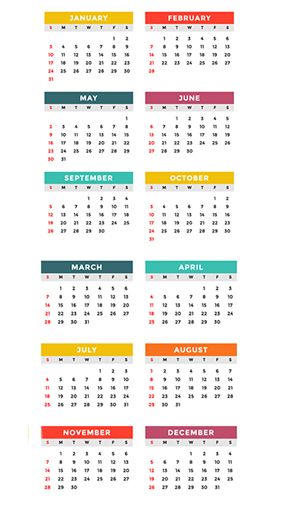 JANUARY
S M T W T F S
1 2
3 4 5 6 7 8 9
10 11 12 13 14 15 16
17 18 19 20 21 22 23
24 25 26 27 28 29 30
31
FEBRUARY
S M T W T F S
1 2 3 4 5 6
7 8 9 10 11 12 13
14 15 16 17 18 19 20
21 22 23 24 25 26 27
28
MAY
S M T W T F S
1
2 3 4 5 6 7 8
9 10 11 12 13 14 15
16 17 18 19 20 21 22
23 24 25 26 27 28 29
30 31
JUNE
S M T W T F S
1 2 3 4 5
6 7 8 9 10 11 12
13 14 15 16 17 18 19
20 21 22 23 24 25 26
27 28 29 30
SEPTEMBER
S M T W T F S
1 2 3 4
5 6 7 8 9 10 11
12 13 14 15 16 17 18
19 20 21 22 23 24 25
26 27 28 29 30
OCTOBER
S M T W T F S
1 2
3 4 5 6 7 8 9
10 11 12 13 14 15 16
17 18 19 20 21 22 23
24 25 26 27 28 29 30
31
MARCH
S M T W T F S
1 2 3 4 5 6
7 8 9 10 11 12 13
14 15 16 17 18 19 20
21 22 23 24 25 26 27
28 29 30 31
APRIL
S M T W T F S
1 2 3
4 5 6 7 8 9 10
11 12 13 14 15 16 17
18 19 20 21 22 23 24
25 26 27 28 29 30
JULY
S M T W T F S
1 2 3
4 5 6 7 8 9 10
11 12 13 14 15 16 17
18 19 20 21 22 23 24
25 26 27 28 29 30 31
AUGUST
S M T W T F S
1 2 3 4 5 6 7
8 9 10 11 12 13 14
15 16 17 18 19 20 21
22 23 24 25 26 27 28
29 30 31
NOVEMBER
S M T W T F S
1 2 3 4 5 6
7 8 9 10 11 12 13
14 15 16 17 18 19 20
21 22 23 24 25 26 27
28 29 30
DECEMBER
S M T W T F S
1 2 3 4
5 6 7 8 9 10 11
12 13 14 15 16 17 18
19 20 21 22 23 24 25
26 27 28 29 30 31